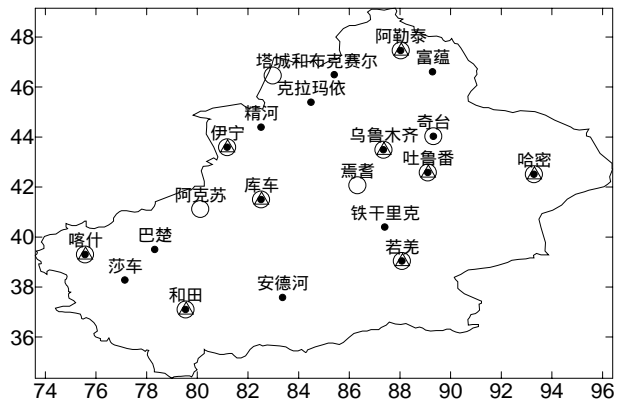 48
阿勒泰
塔城和布克赛尔
富蕴
46
克拉玛依
精河
奇台
44
伊宁
乌鲁木齐
吐鲁番
哈密
焉耆
42
库车
阿克苏
铁干里克
40
巴楚
喀什
若羌
莎车
38
安德河
和田
36
74 76 78 80 82 84 86 88 90 92 94 96